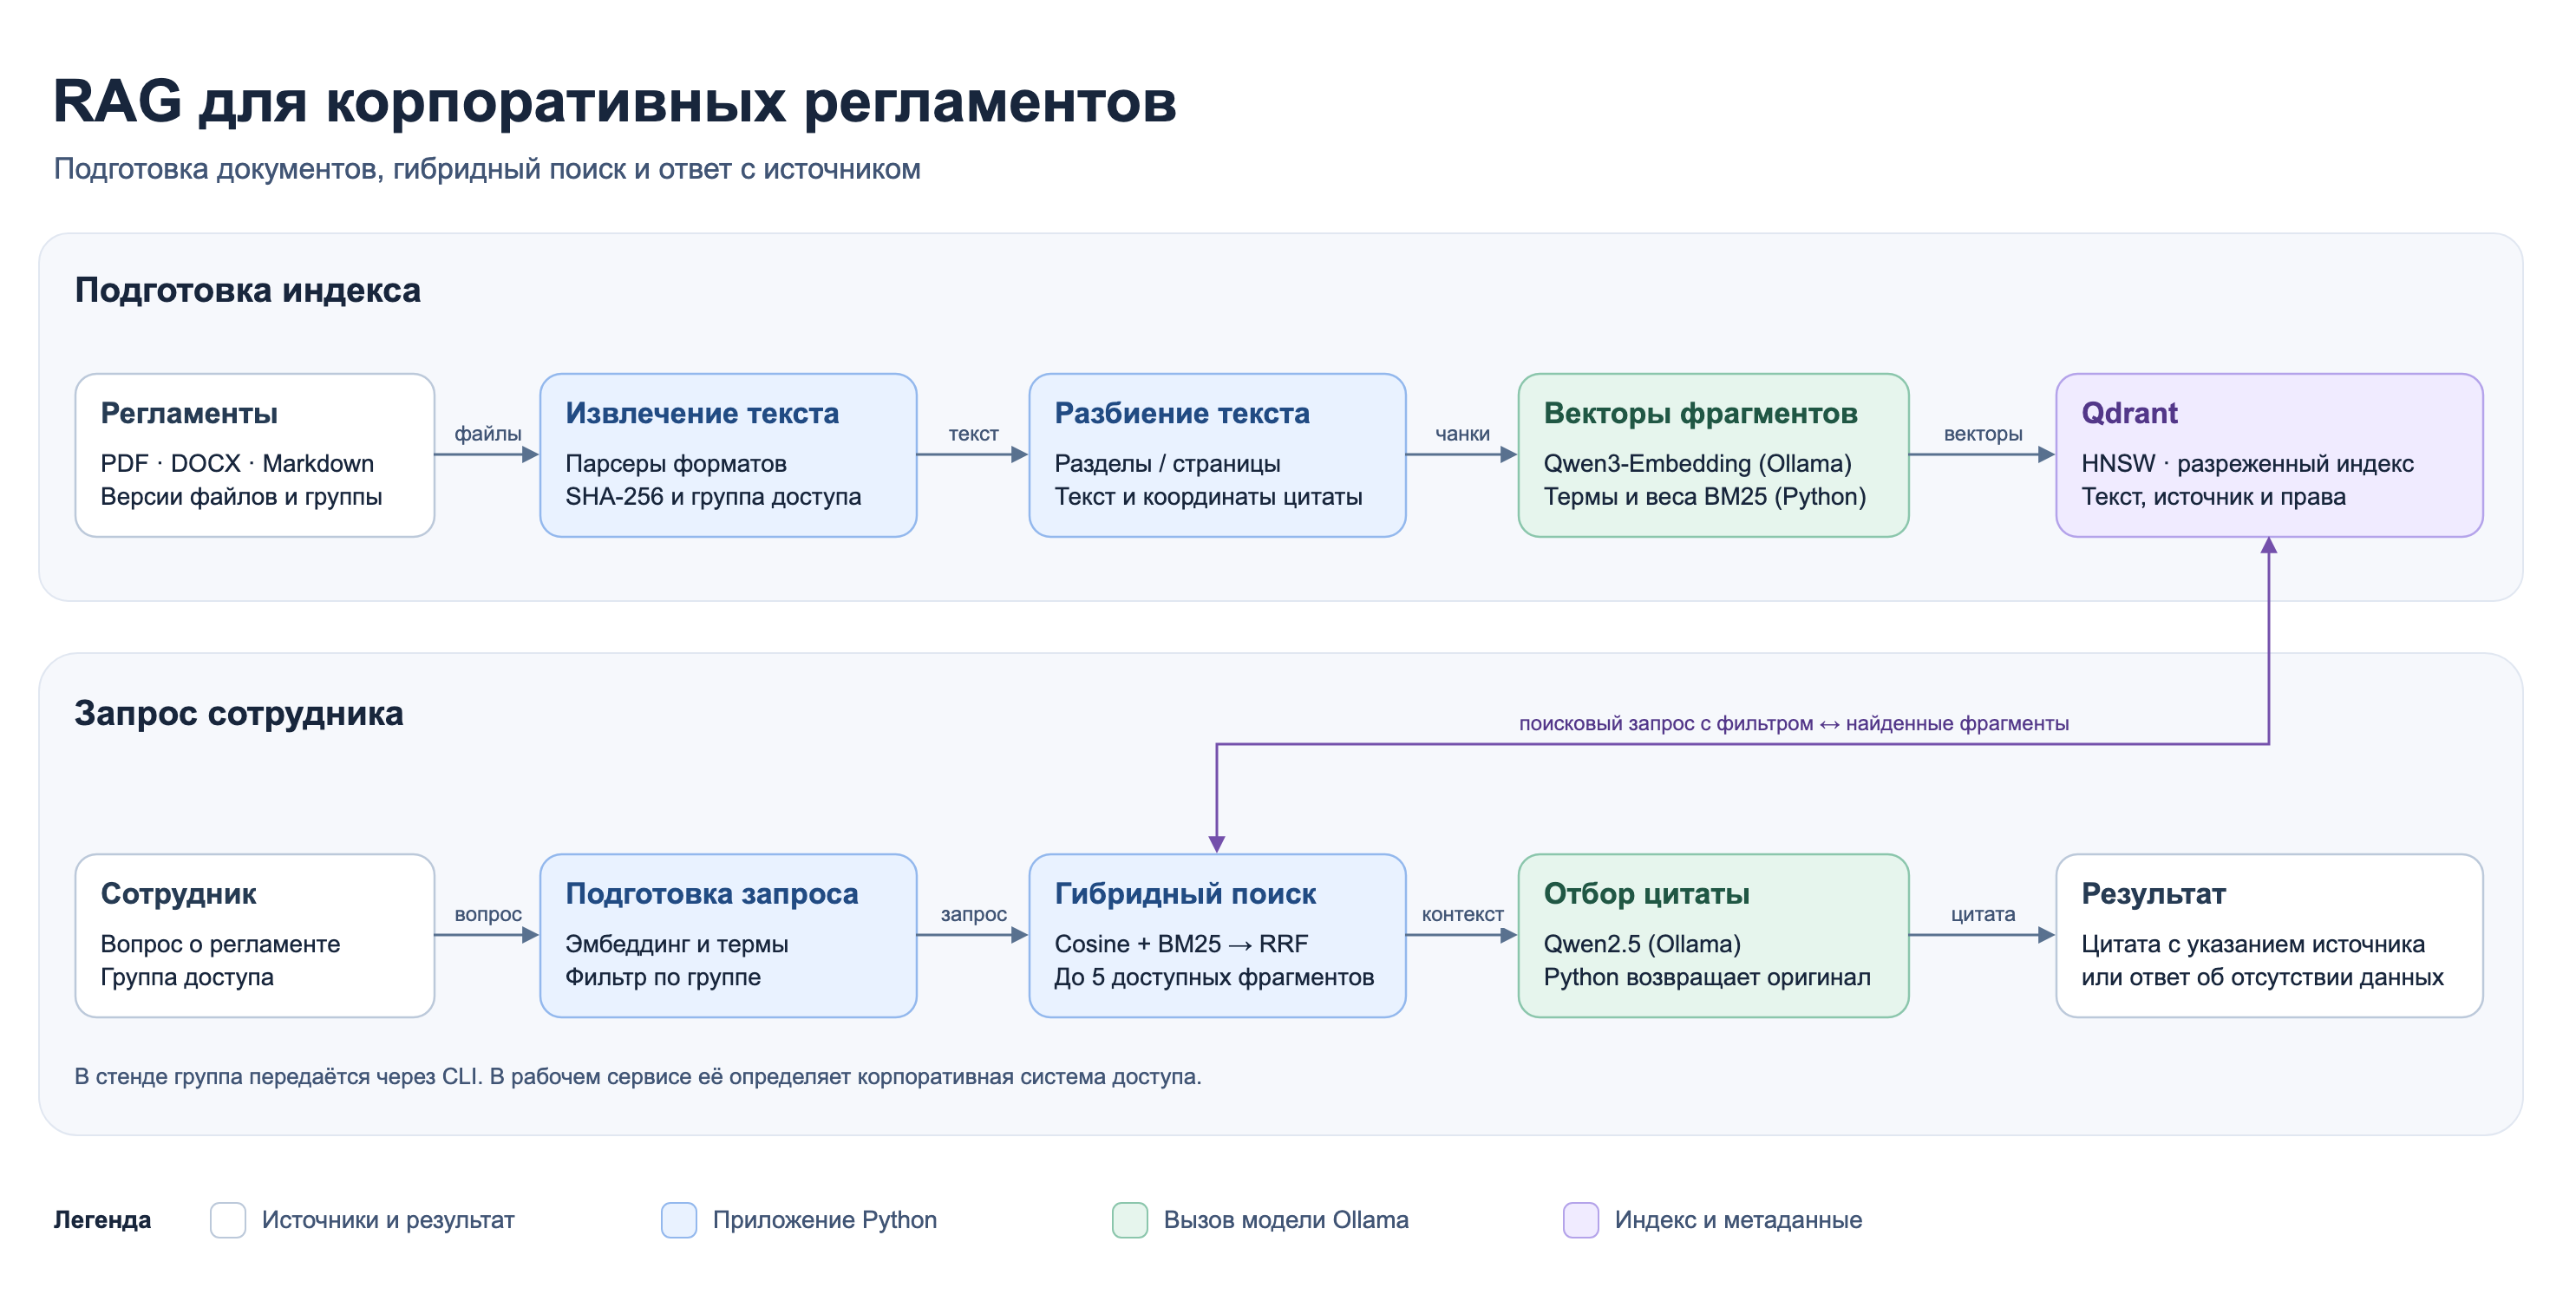 RAG для корпоративных регламентов
Подготовка документов, гибридный поиск и ответ с источником
Подготовка индекса
Регламенты
PDF · DOCX · Markdown
Версии файлов и группы
файлы
Извлечение текста
Парсеры форматов
SHA-256 и группа доступа
текст
Разбиение текста
Разделы / страницы
Текст и координаты цитаты
чанки
Векторы фрагментов
Qwen3-Embedding (Ollama)
Термы и веса BM25 (Python)
векторы
Qdrant
HNSW · разреженный индекс
Текст, источник и права
Запрос сотрудника
поисковый запрос с фильтром ↔ найденные фрагменты
Сотрудник
Вопрос о регламенте
Группа доступа
вопрос
Подготовка запроса
Эмбеддинг и термы
Фильтр по группе
запрос
Гибридный поиск
Cosine + BM25 → RRF
До 5 доступных фрагментов
контекст
Отбор цитаты
Qwen2.5 (Ollama)
Python возвращает оригинал
цитата
Результат
Цитата с указанием источника
или ответ об отсутствии данных
В стенде группа передаётся через CLI. В рабочем сервисе её определяет корпоративная система доступа.
Легенда
Источники и результат
Приложение Python
Вызов модели Ollama
Индекс и метаданные